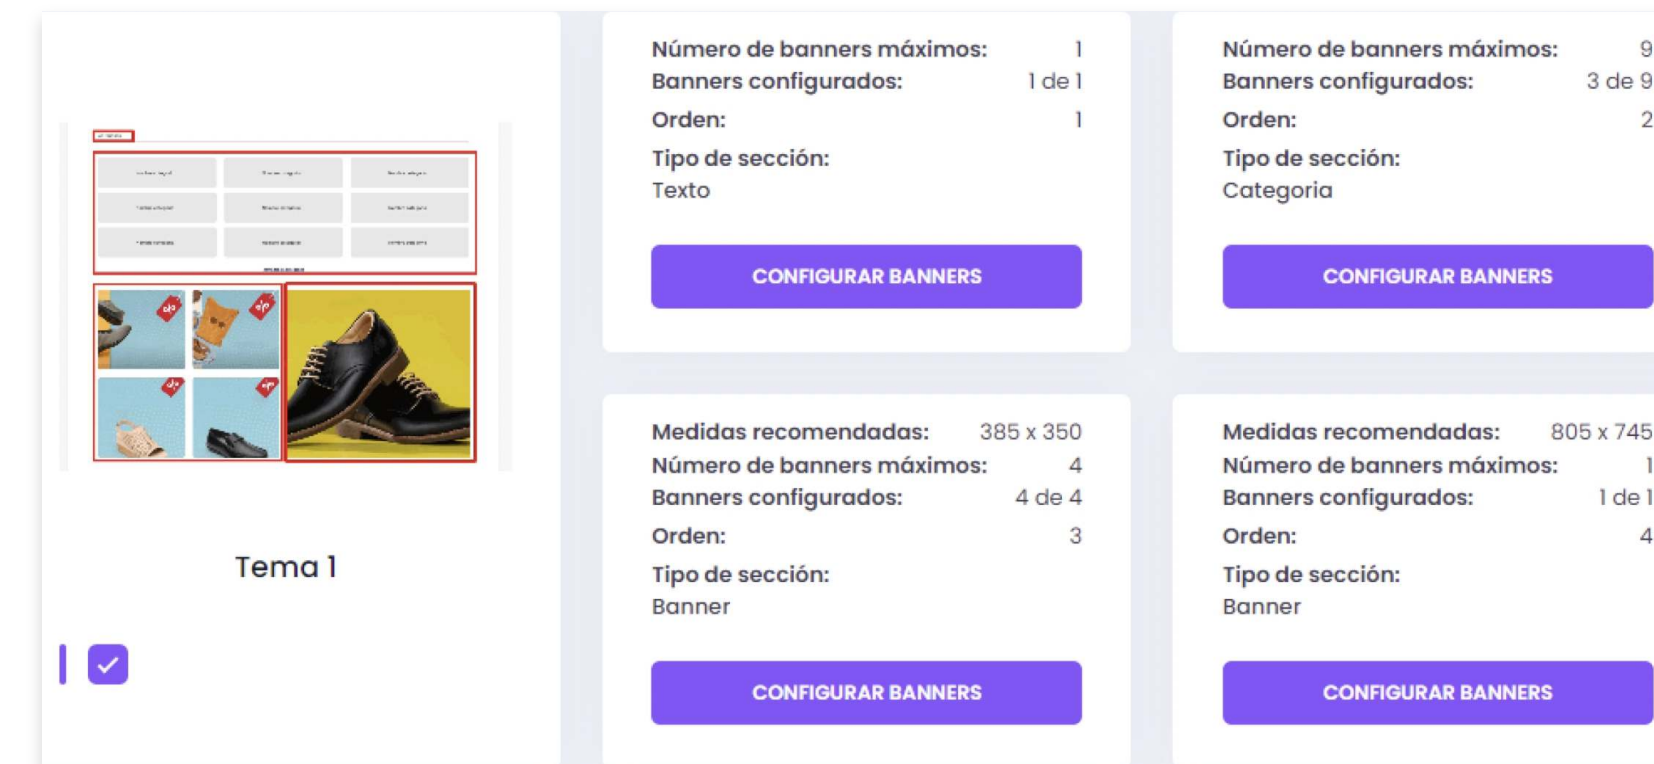 Número de banners máximos: 1
Banners configurados: 1 de 1
Orden: 1
Tipo de sección:
Texto
CONFIGURAR BANNERS
Número de banners máximos: 9
Banners configurados: 3 de 9
Orden: 2
Tipo de sección:
Categoria
CONFIGURAR BANNERS
Tema 1
Medidas recomendadas: 385 x 350
Número de banners máximos: 4
Banners configurados: 4 de 4
Orden: 3
Tipo de sección:
Banner
CONFIGURAR BANNERS
Medidas recomendadas: 805 x 745
Número de banners máximos: 1
Banners configurados: 1 de 1
Orden: 4
Tipo de sección:
Banner
CONFIGURAR BANNERS